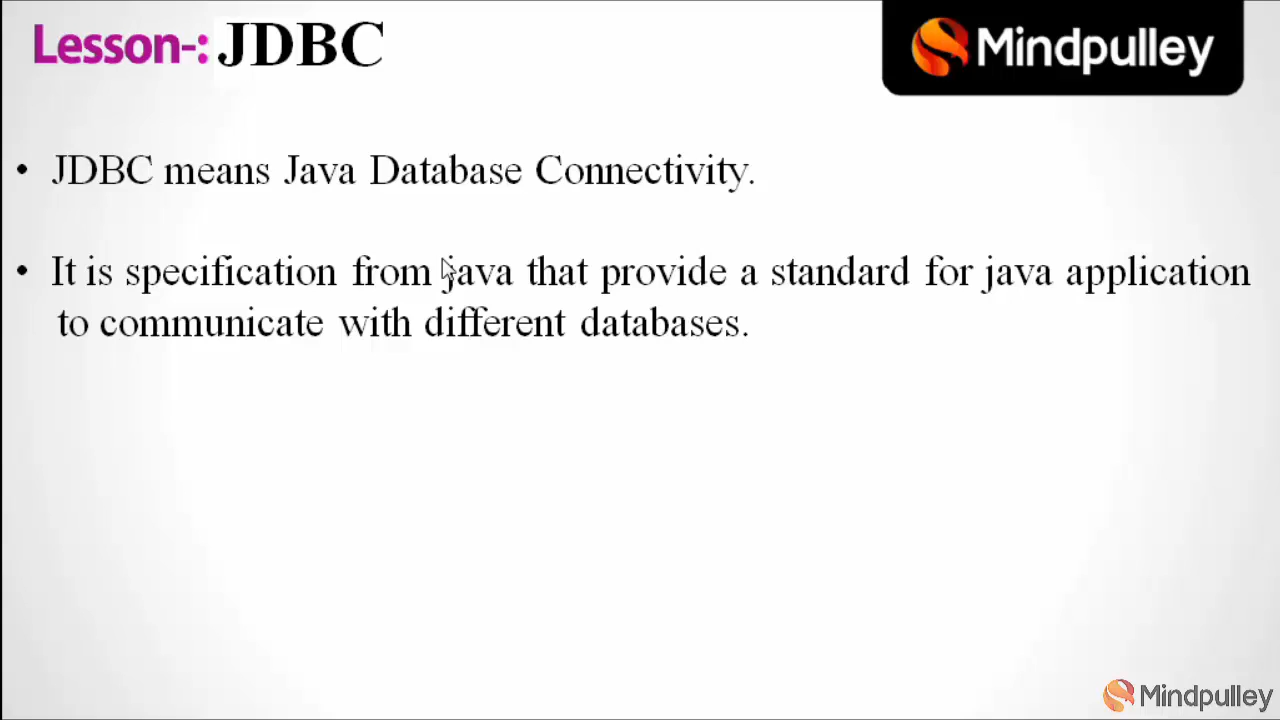 Lesson-: JDBC
Mindpulley
• JDBC means Java Database Connectivity.
• It is specification from java that provide a standard for java application
to communicate with different databases.
Mindpulley